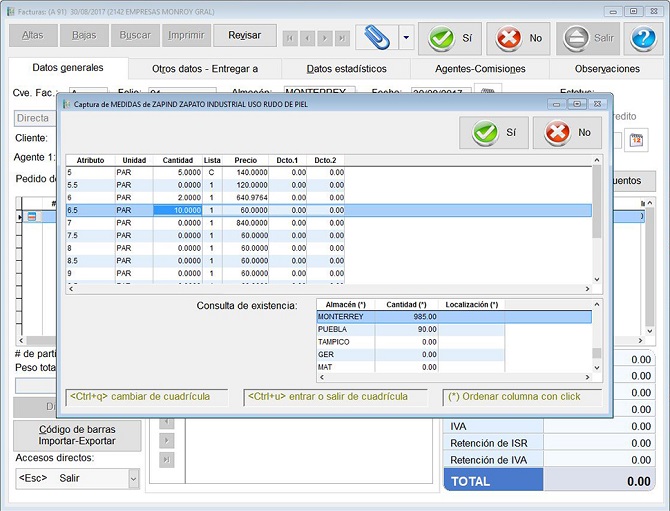 Facturas: (A 91) 30/08/2017 (2142 EMPRESAS MONROY GRAL)
Altas Bajas Buscar Imprimir Revisar Sí No Salir
Datos generales Otros datos - Entregar a Datos estadísticos Agentes-Comisiones Observaciones
Cve. Fac.: A Folio: 91 Almacén: MONTERREY Fecha: 30/08/2017 Estatus:
Captura de MEDIDAS de ZAPIND ZAPATO INDUSTRIAL USO RUDO DE PIEL
Directa
Cliente:
Agente 1:
Pedido de
Sí No
Atributo Unidad Cantidad Lista Precio Dcto.1 Dcto.2
5 PAR 5.0000 C 140.0000 0.00 0.00
5.5 PAR 0.0000 1 120.0000 0.00 0.00
6 PAR 2.0000 1 640.9764 0.00 0.00
6.5 PAR 10.0000 1 60.0000 0.00 0.00
7 PAR 0.0000 1 840.0000 0.00 0.00
7.5 PAR 0.0000 1 60.0000 0.00 0.00
8 PAR 0.0000 1 60.0000 0.00 0.00
8.5 PAR 0.0000 1 60.0000 0.00 0.00
9 PAR 0.0000 1 60.0000 0.00 0.00
Consulta de existencia:
Almacén (*) Cantidad (*) Localización (*)
MONTERREY 985.00
PUEBLA 90.00
TAMPICO 0.00
GER 0.00
MAT 0.00
<Ctrl+q> cambiar de cuadrícula <Ctrl+u> entrar o salir de cuadrícula (*) Ordenar columna con click
# de parti
Peso tota
0.00
0.00
0.00
0.00
Código de barras
Importar-Exportar
IVA 0.00
Retención de ISR 0.00
Retención de IVA 0.00
Accesos directos:
<Esc> Salir
TOTAL 0.00